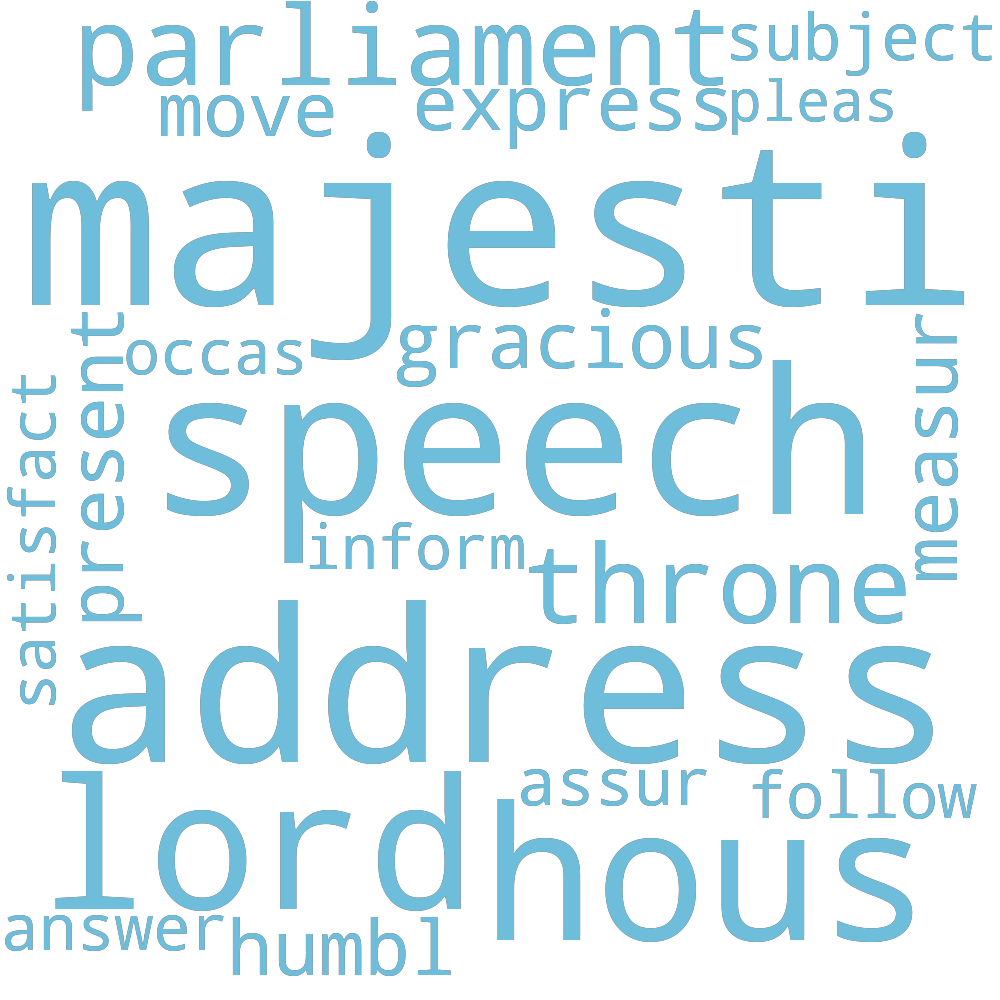 parliament
subject
move
express
pleas
majesti
occas
gracious
satisfact
present
measur
speech
inform
throne
address
lord
assur
follow
hous
answer
humbl